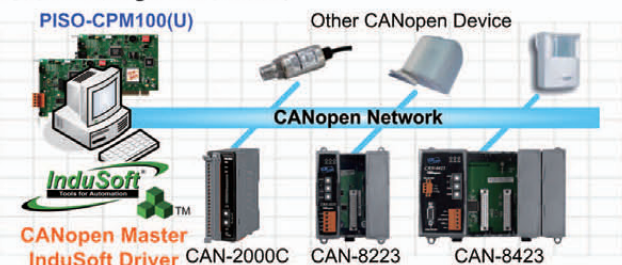 PISO-CPM100(U)
Other CANopen Device
CANopen Network
InduSoft
Tools for Automation
TM
CANopen Master
InduSoft Driver
CAN-2000C
CAN-8223
CAN-8423